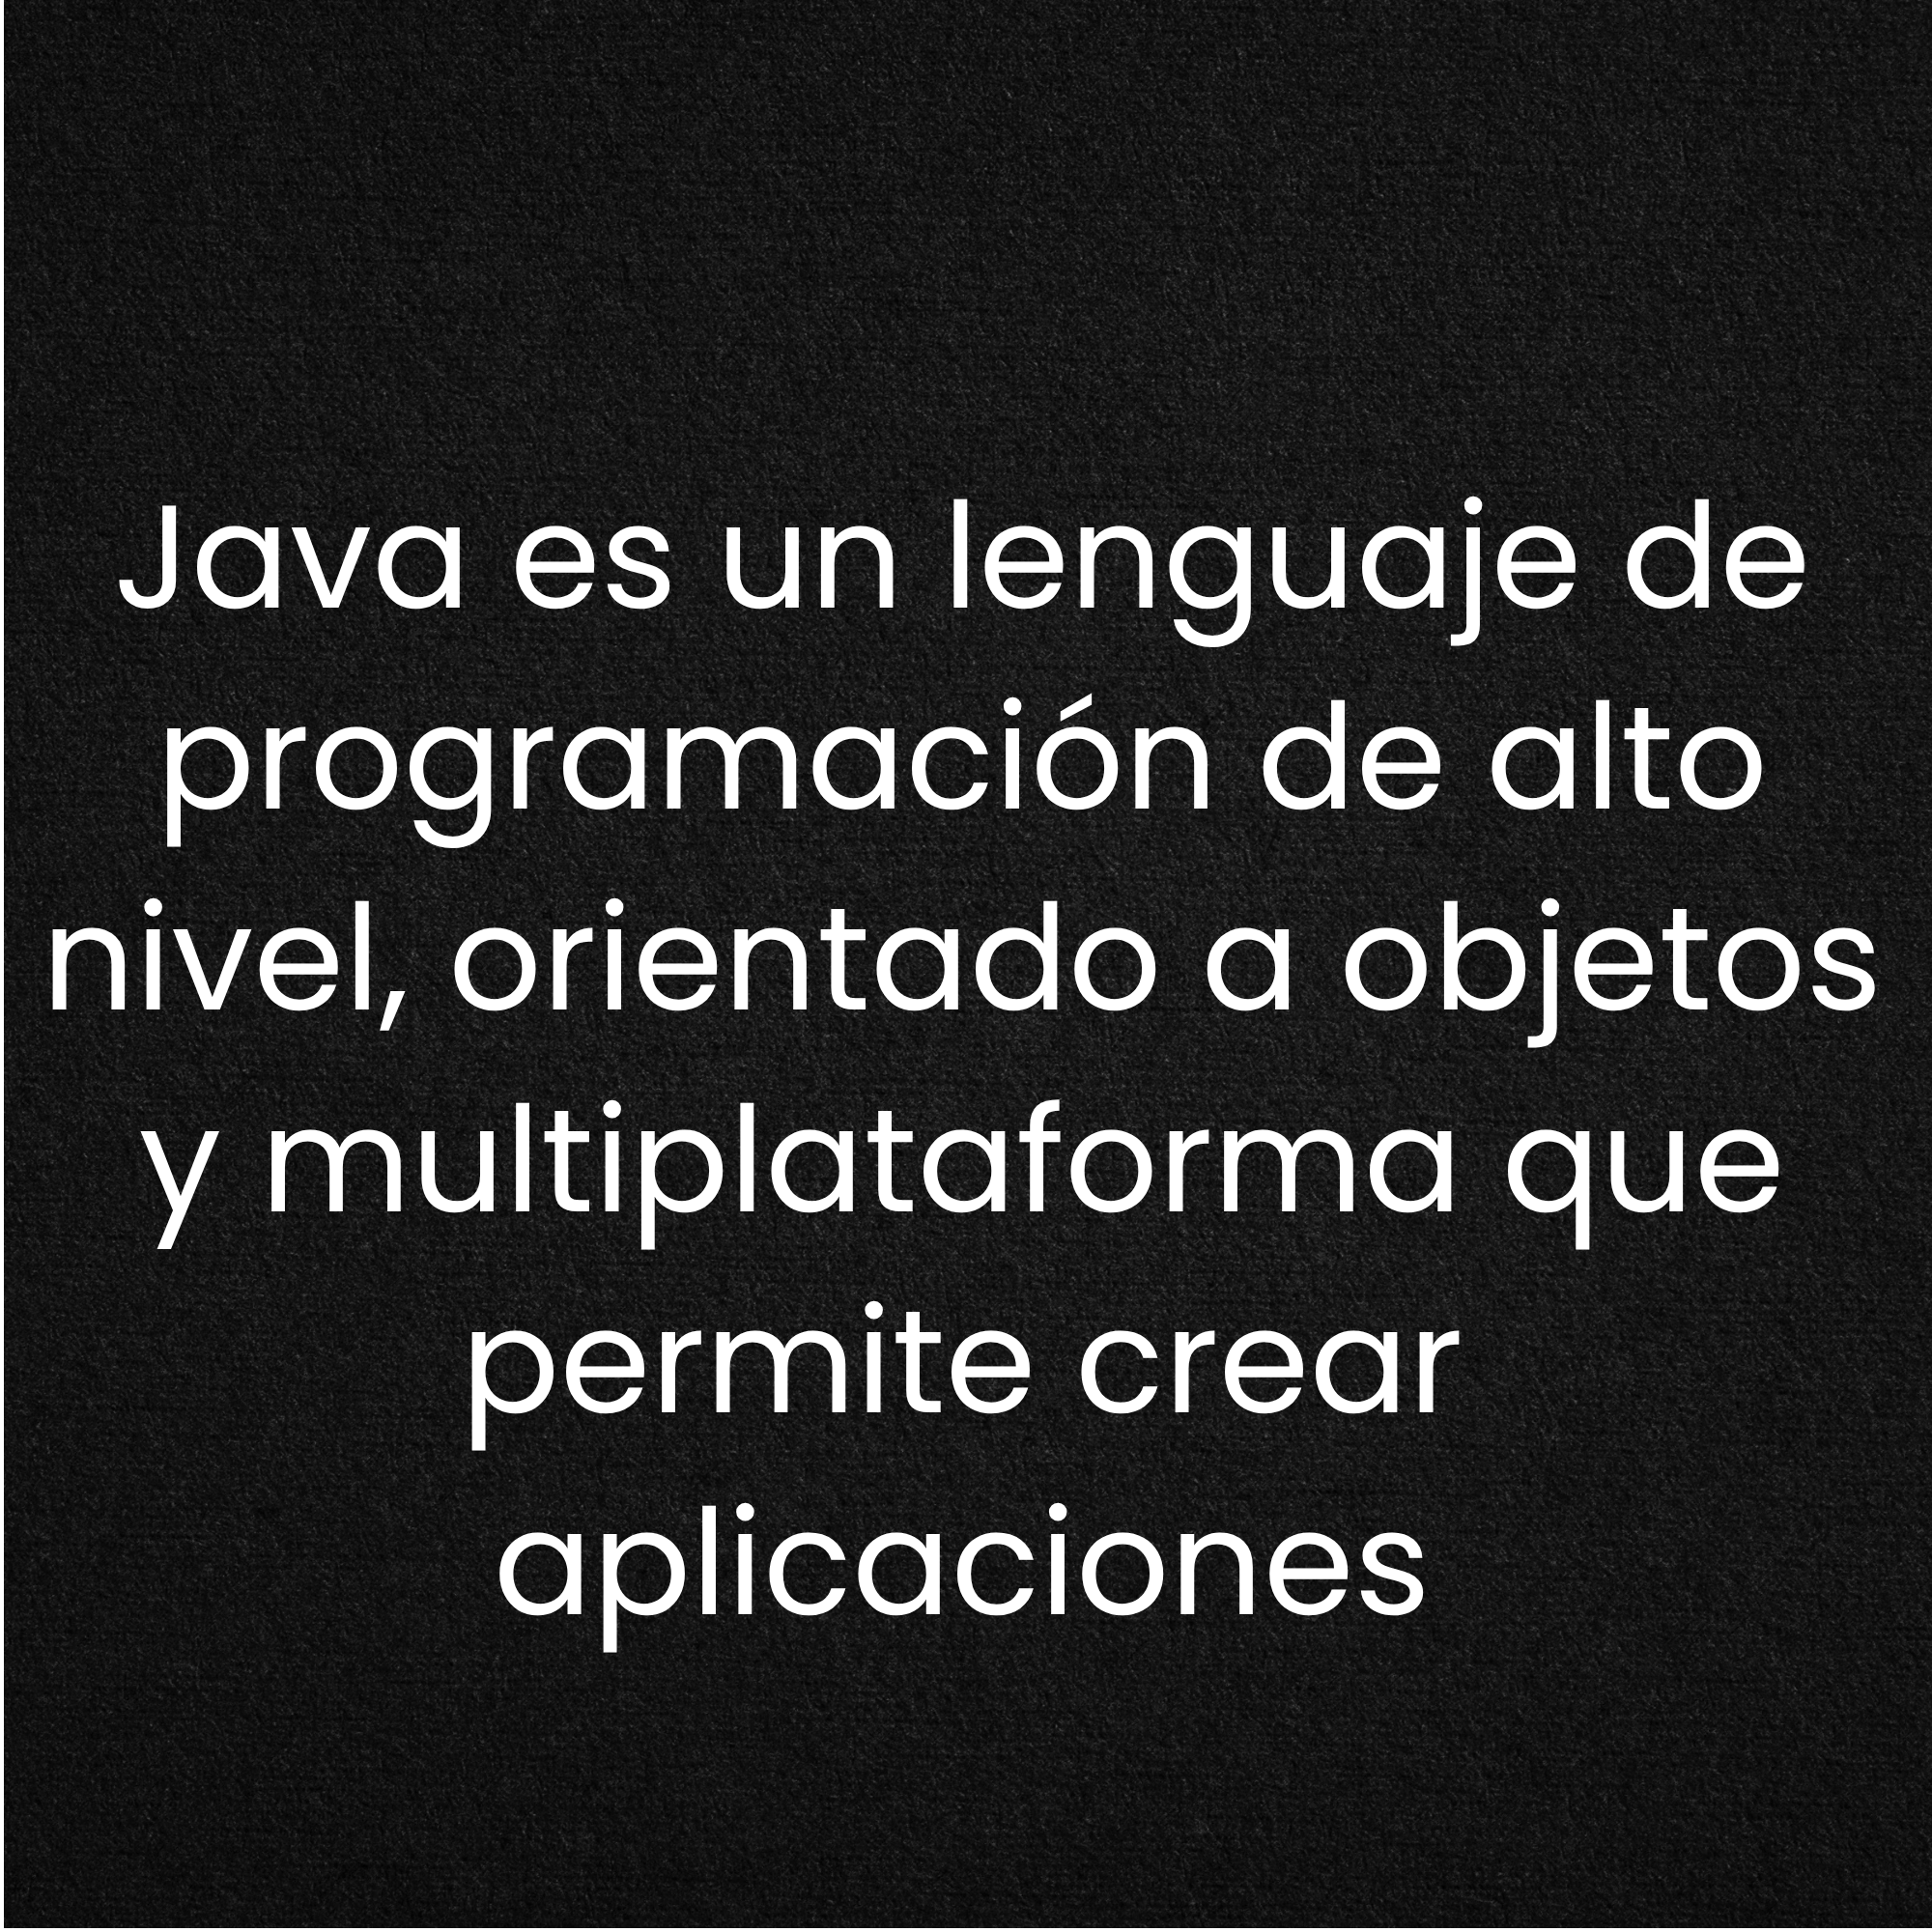 Java es un lenguaje de
programación de alto
nivel, orientado a objetos
y multiplataforma que
permite crear
aplicaciones